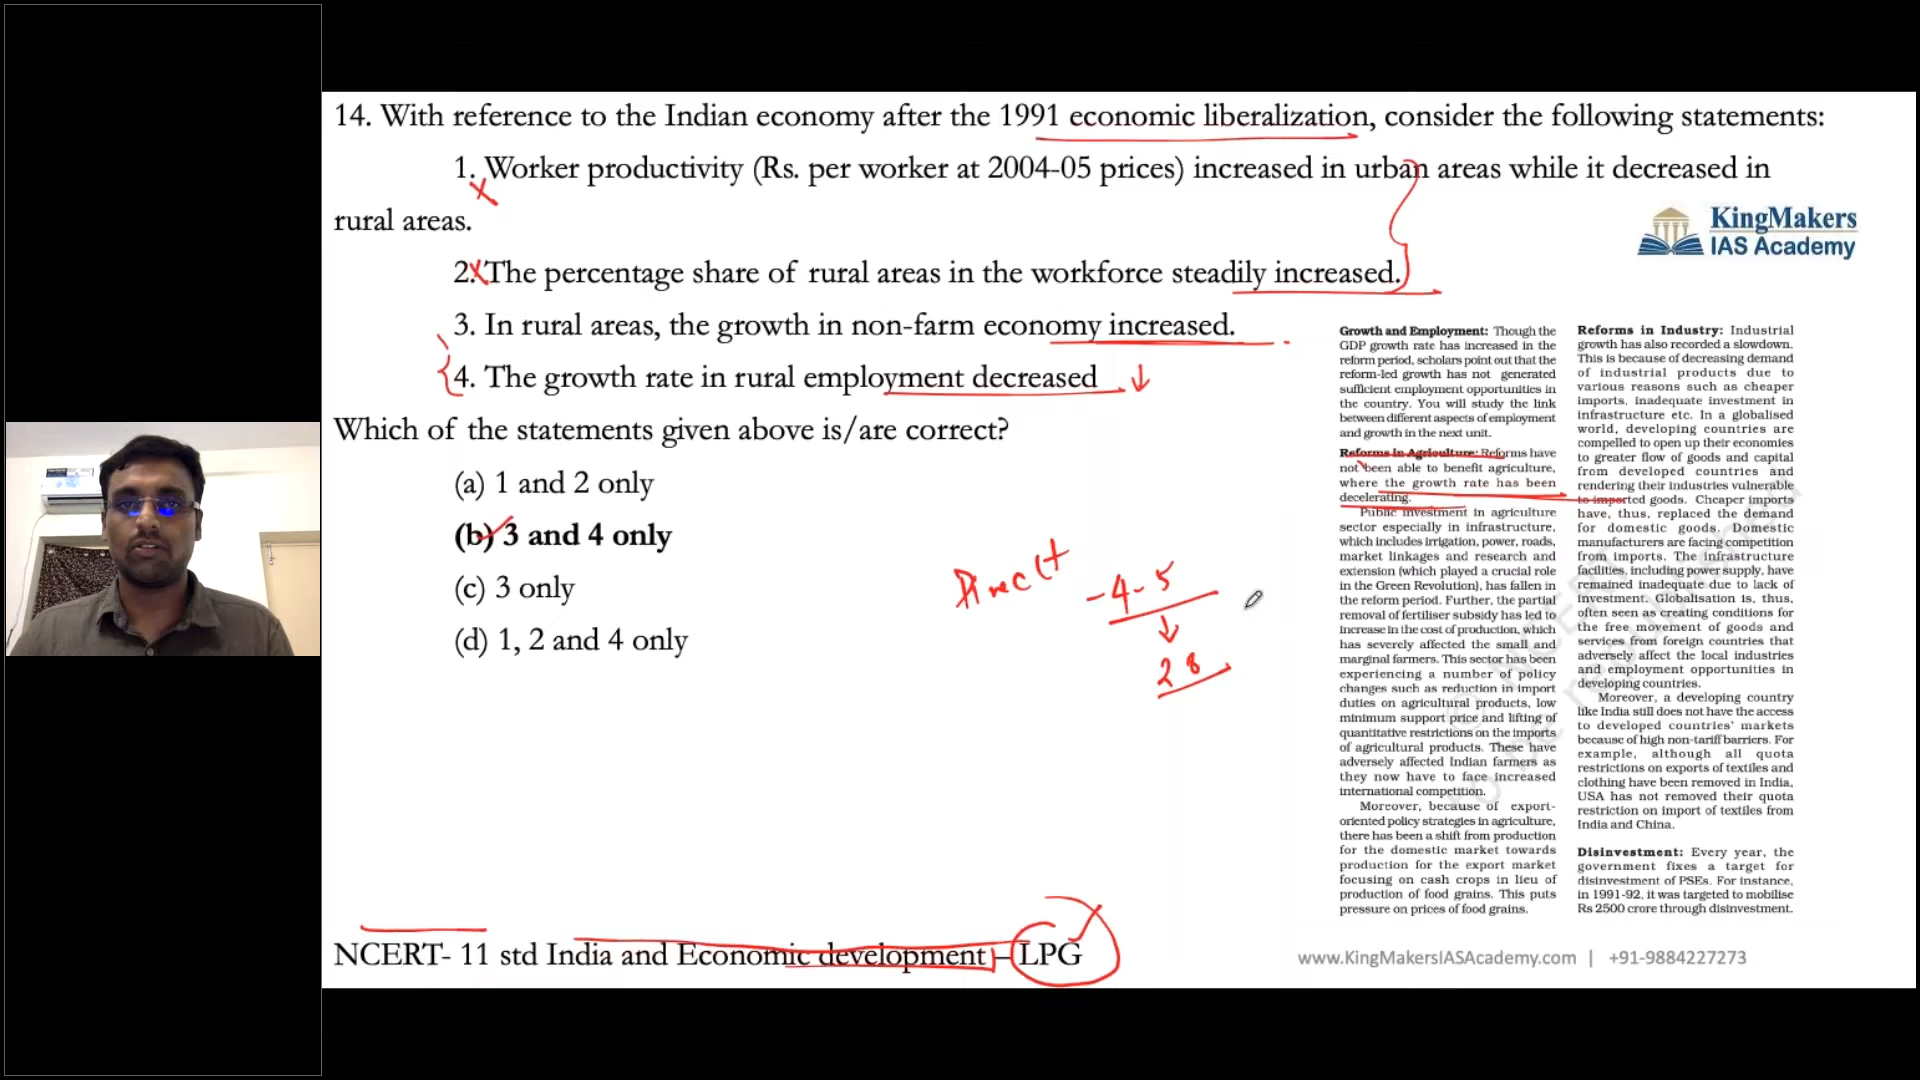 14. With reference to the Indian economy after the 1991 economic liberalization, consider the following statements:
1. Worker productivity (Rs. per worker at 2004-05 prices) increased in urban areas while it decreased in
rural areas.
2. The percentage share of rural areas in the workforce steadily increased.
3. In rural areas, the growth in non-farm economy increased.
4. The growth rate in rural employment decreased
Which of the statements given above is/are correct?
(a) 1 and 2 only
(b) 3 and 4 only
(c) 3 only
(d) 1, 2 and 4 only
Direct
-4-5
28
NCERT- 11 std India and Economic development – LPG
KingMakers
IAS Academy
Growth and Employment: Though the
GDP growth rate has increased in the
reform period, scholars point out that the
reform-led growth has not generated
sufficient employment opportunities in
the country. You will study the link
between different aspects of employment
and growth in the next unit.
Reforms in Agriculture: Reforms have
not been able to benefit agriculture,
where the growth rate has been
decelerating.
Public investment in agriculture
sector especially in infrastructure,
which includes irrigation, power, roads,
market linkages and research and
extension (which played a crucial role
in the Green Revolution), has fallen in
the reform period. Further, the partial
removal of fertiliser subsidy has led to
increase in the cost of production, which
has severely affected the small and
marginal farmers. This sector has been
experiencing a number of policy
changes such as reduction in import
duties on agricultural products, low
minimum support price and lifting of
quantitative restrictions on the imports
of agricultural products. These have
adversely affected Indian farmers as
they now have to face increased
international competition.
Moreover, because of export-
oriented policy strategies in agriculture,
there has been a shift from production
for the domestic market towards
production for the export market
focusing on cash crops in lieu of
production of food grains. This puts
pressure on prices of food grains.
Reforms in Industry: Industrial
growth has also recorded a slowdown.
This is because of decreasing demand
of industrial products due to
various reasons such as cheaper
imports, inadequate investment in
infrastructure etc. In a globalised
world, developing countries are
compelled to open up their economies
to greater flow of goods and capital
from developed countries and
rendering their industries vulnerable
to imported goods. Cheaper imports
have, thus, replaced the demand
for domestic goods. Domestic
manufacturers are facing competition
from imports. The infrastructure
facilities, including power supply, have
remained inadequate due to lack of
investment. Globalisation is, thus,
often seen as creating conditions for
the free movement of goods and
services from foreign countries that
adversely affect the local industries
and employment opportunities in
developing countries.
Moreover, a developing country
like India still does not have the access
to developed countries' markets
because of high non-tariff barriers. For
example, although all quota
restrictions on exports of textiles and
clothing have been removed in India,
USA has not removed their quota
restriction on import of textiles from
India and China.
Disinvestment: Every year, the
government fixes a target for
disinvestment of PSEs. For instance,
in 1991-92, it was targeted to mobilise
Rs 2500 crore through disinvestment.
www.KingMakersIASAcademy.com | +91-9884227273